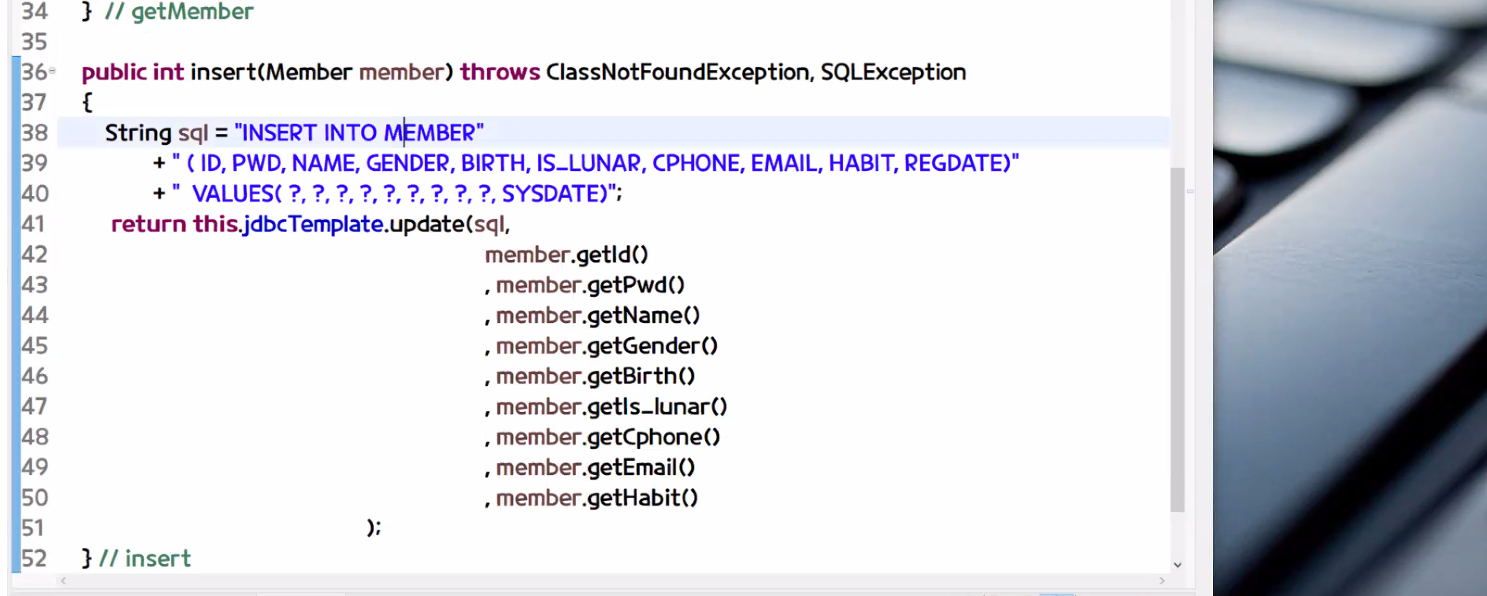 34 } // getMember
35
36 public int insert(Member member) throws ClassNotFoundException, SQLException
37 {
38 String sql = "INSERT INTO MEMBER"
39 + " ( ID, PWD, NAME, GENDER, BIRTH, IS_LUNAR, CPHONE, EMAIL, HABIT, REGDATE)"
40 + "  VALUES( ?, ?, ?, ?, ?, ?, ?, ?, ?, SYSDATE)";
41 return this.jdbcTemplate.update(sql,
42 member.getId()
43 , member.getPwd()
44 , member.getName()
45 , member.getGender()
46 , member.getBirth()
47 , member.getIs_lunar()
48 , member.getCphone()
49 , member.getEmail()
50 , member.getHabit()
51 );
52 } // insert